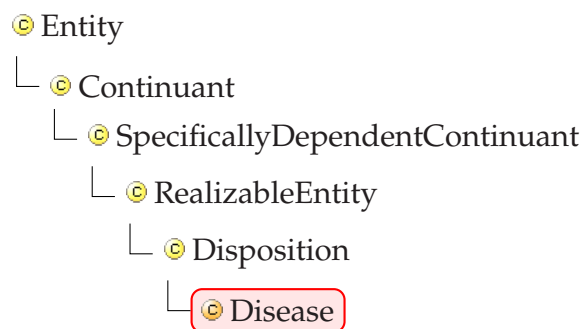 Entity
Continuant
SpecificallyDependentContinuant
RealizableEntity
Disposition
Disease